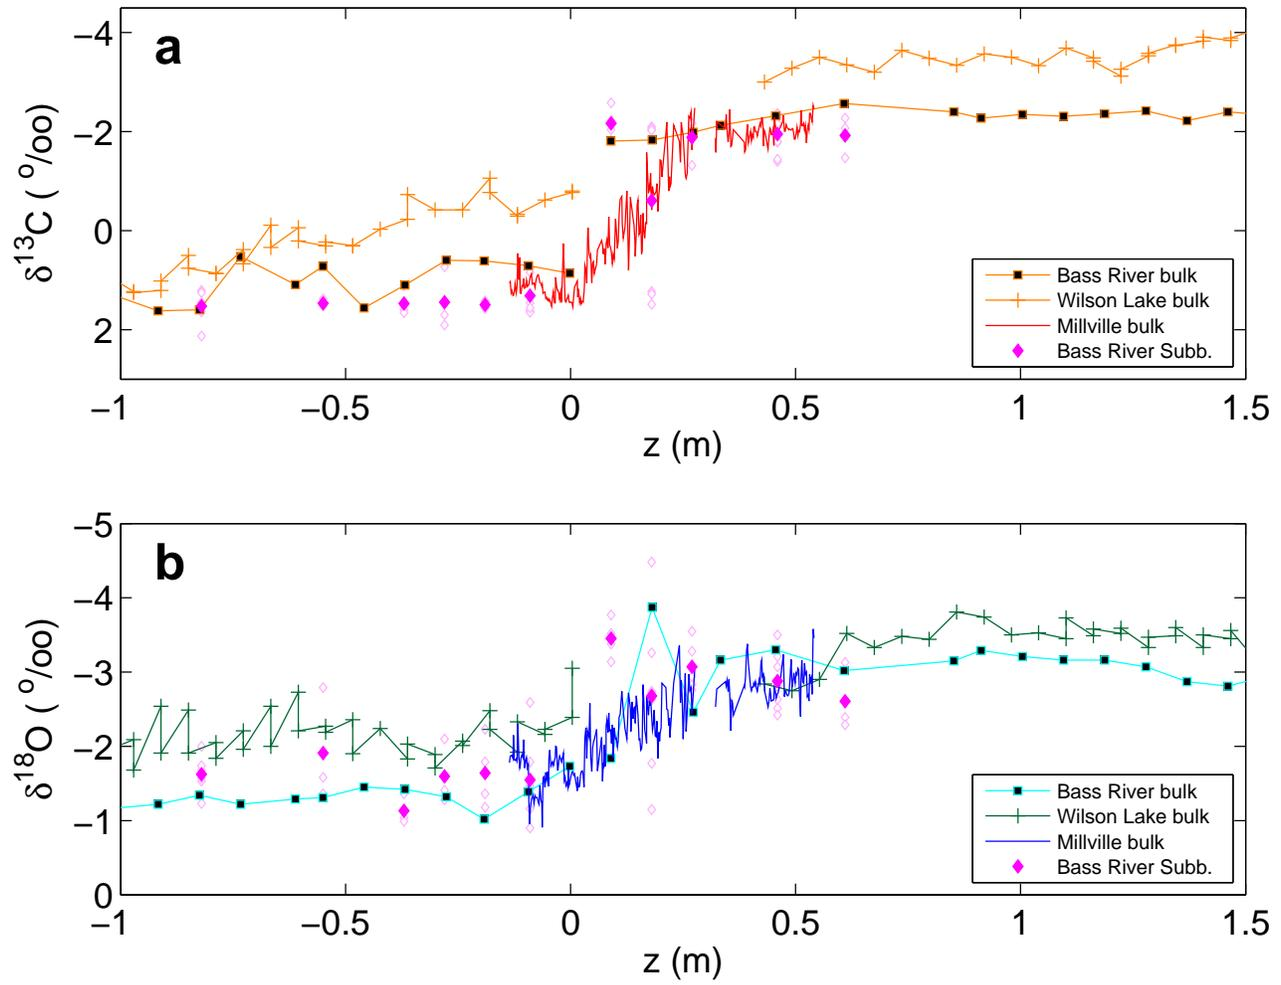 a
δ13C ( o/oo)
−4
−2
0
2
−1
−0.5
0
0.5
1
1.5
z (m)
Bass River bulk
Wilson Lake bulk
Millville bulk
Bass River Subb.
b
δ18O ( o/oo)
−5
−4
−3
−2
−1
0
−1
−0.5
0
0.5
1
1.5
z (m)
Bass River bulk
Wilson Lake bulk
Millville bulk
Bass River Subb.